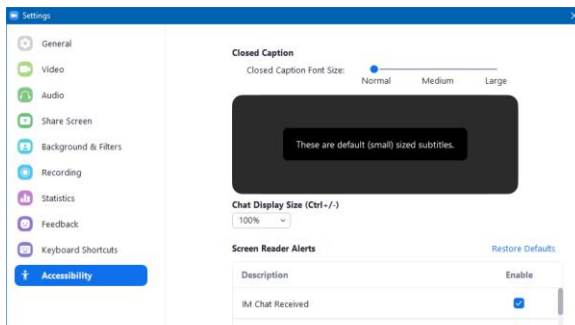 Settings
General
Video
Audio
Share Screen
Background & Filters
Recording
Statistics
Feedback
Keyboard Shortcuts
Accessibility
Closed Caption
Closed Caption Font Size:
Normal Medium Large
These are default (small) sized subtitles.
Chat Display Size (Ctrl+/-)
100%
Screen Reader Alerts Restore Defaults
Description Enable
IM Chat Received